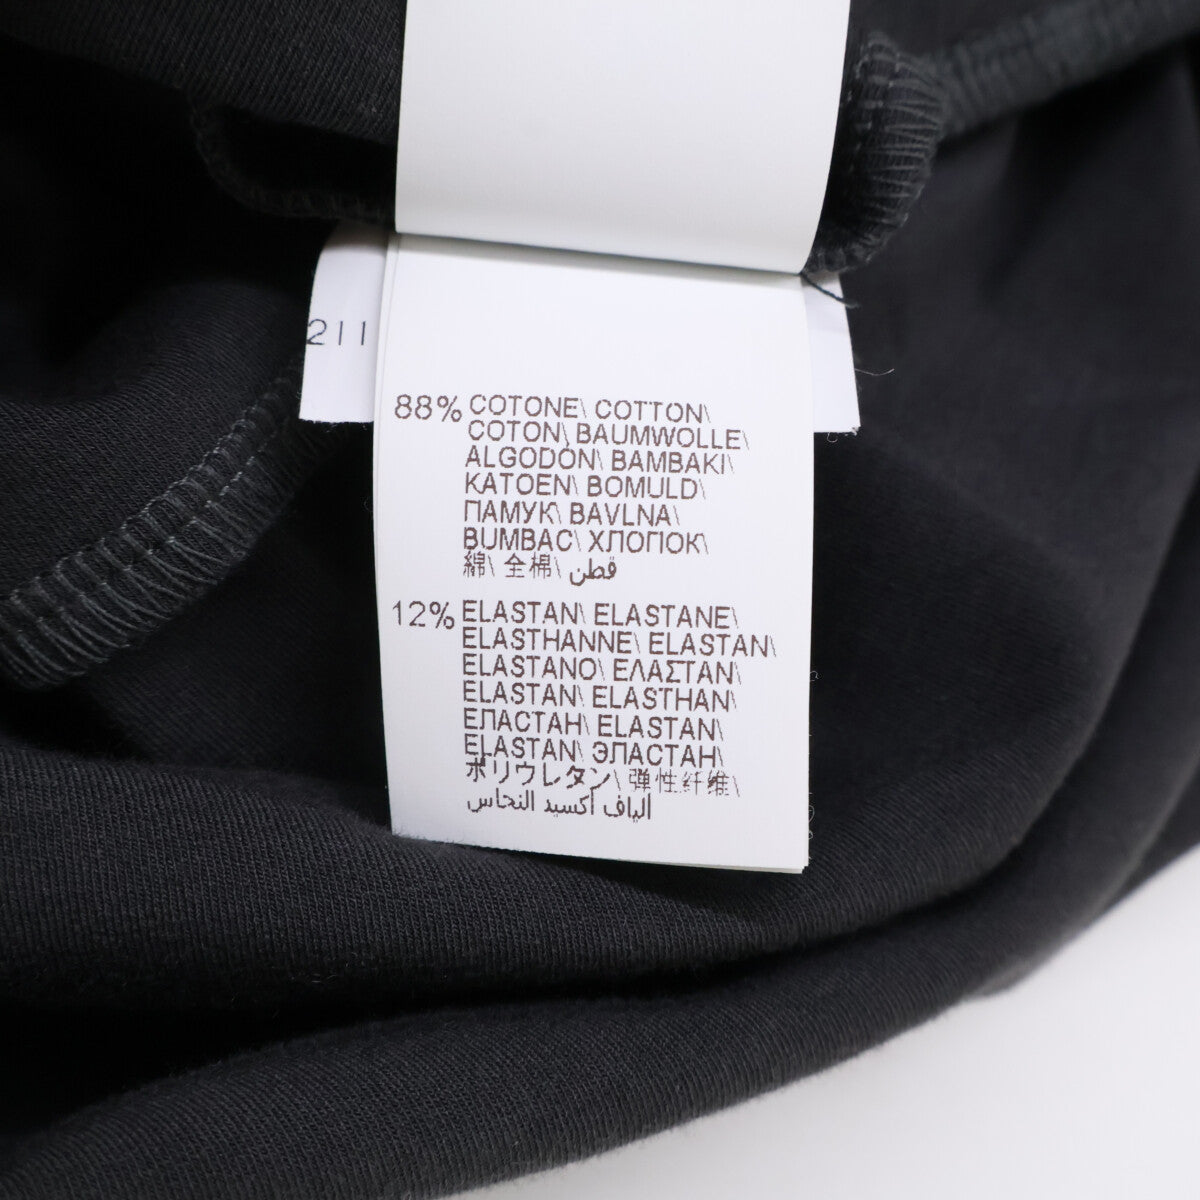 211
88% COTONE\ COTTON\
COTON\ BAUMWOLLE\
ALGODON\ BAMBAKI\
KATOEN\ BOMULD\
ПАМУК\ BAVLNA\
BUMBAC\ ХЛОПОК\
綿\ 全棉\ قطن
12% ELASTAN\ ELASTANE\
ELASTHANNE\ ELASTAN\
ELASTANO\ ΕΛΑΣΤΑΝ\
ELASTAN\ ELASTHAN\
ЕЛАСТАН\ ELASTAN\
ELASTAN\ ЭЛАСТАН\
ポリウレタン\ 弹性纤维\
ألياف أكسيد النحاس